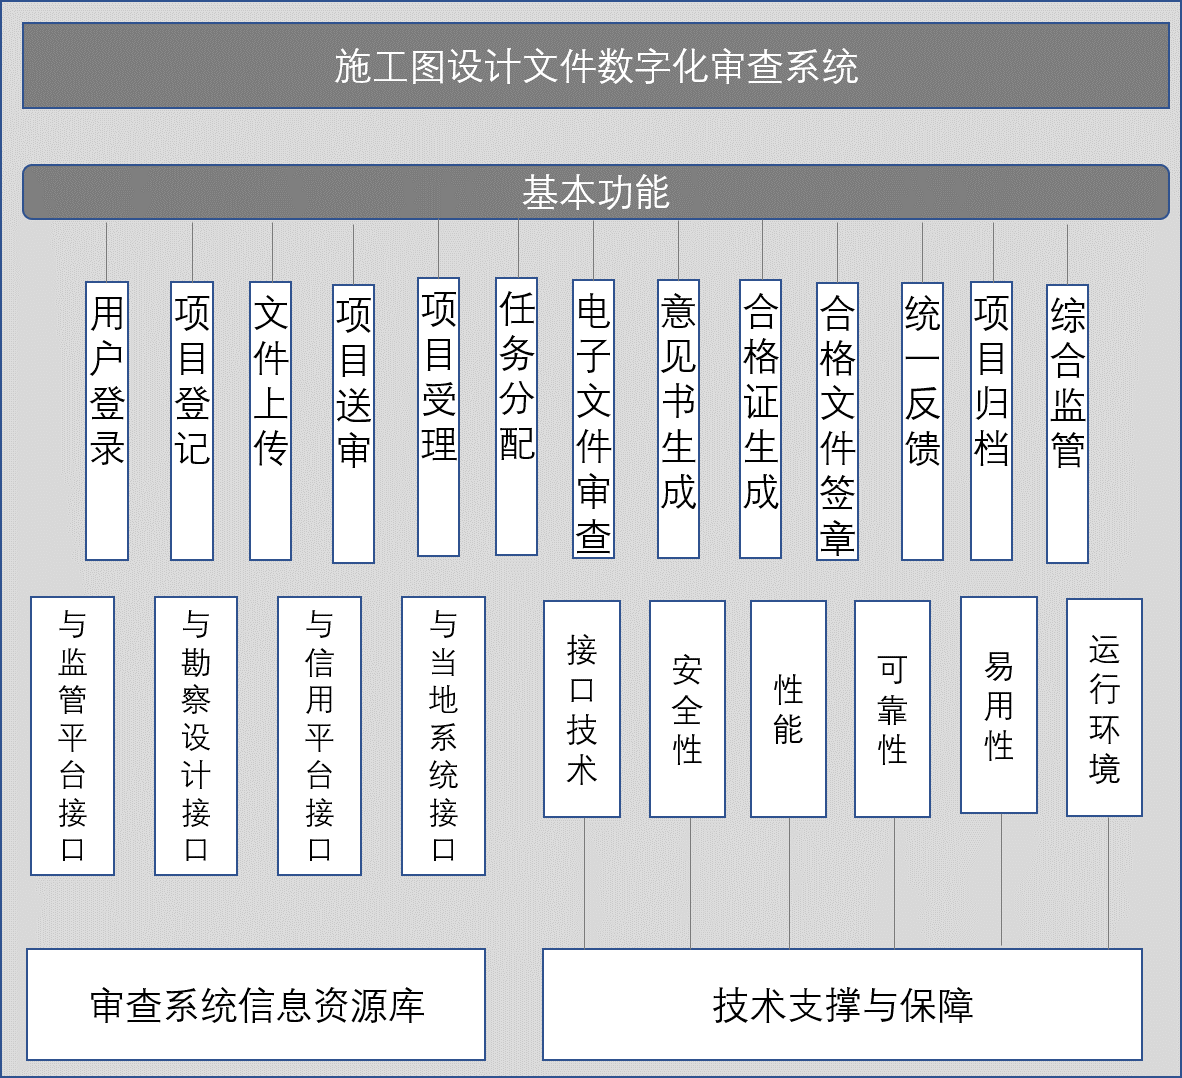 施工图设计文件数字化审查系统
基本功能
用户登录
项目登记
文件上传
项目送审
项目受理
任务分配
电子文件审查
意见书生成
合格证生成
合格文件签章
统一反馈
项目归档
综合监管
与监管平台接口
与勘察设计接口
与信用平台接口
与当地系统接口
接口技术
安全性
性能
可靠性
易用性
运行环境
审查系统信息资源库
技术支撑与保障